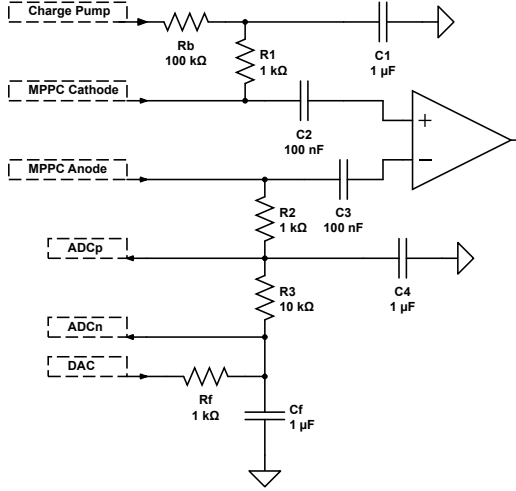 Charge Pump
Rb
100 kΩ
R1
1 kΩ
C1
1 µF
MPPC Cathode
C2
100 nF
+
−
MPPC Anode
R2
1 kΩ
C3
100 nF
ADCp
C4
1 µF
R3
10 kΩ
ADCn
DAC
Rf
1 kΩ
Cf
1 µF